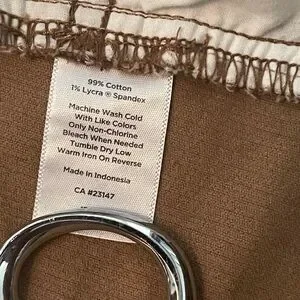 99% Cotton
1% Lycra ® Spandex
Machine Wash Cold
With Like Colors
Only Non-Chlorine
Bleach When Needed
Tumble Dry Low
Warm Iron On Reverse
Made in Indonesia
CA #23147